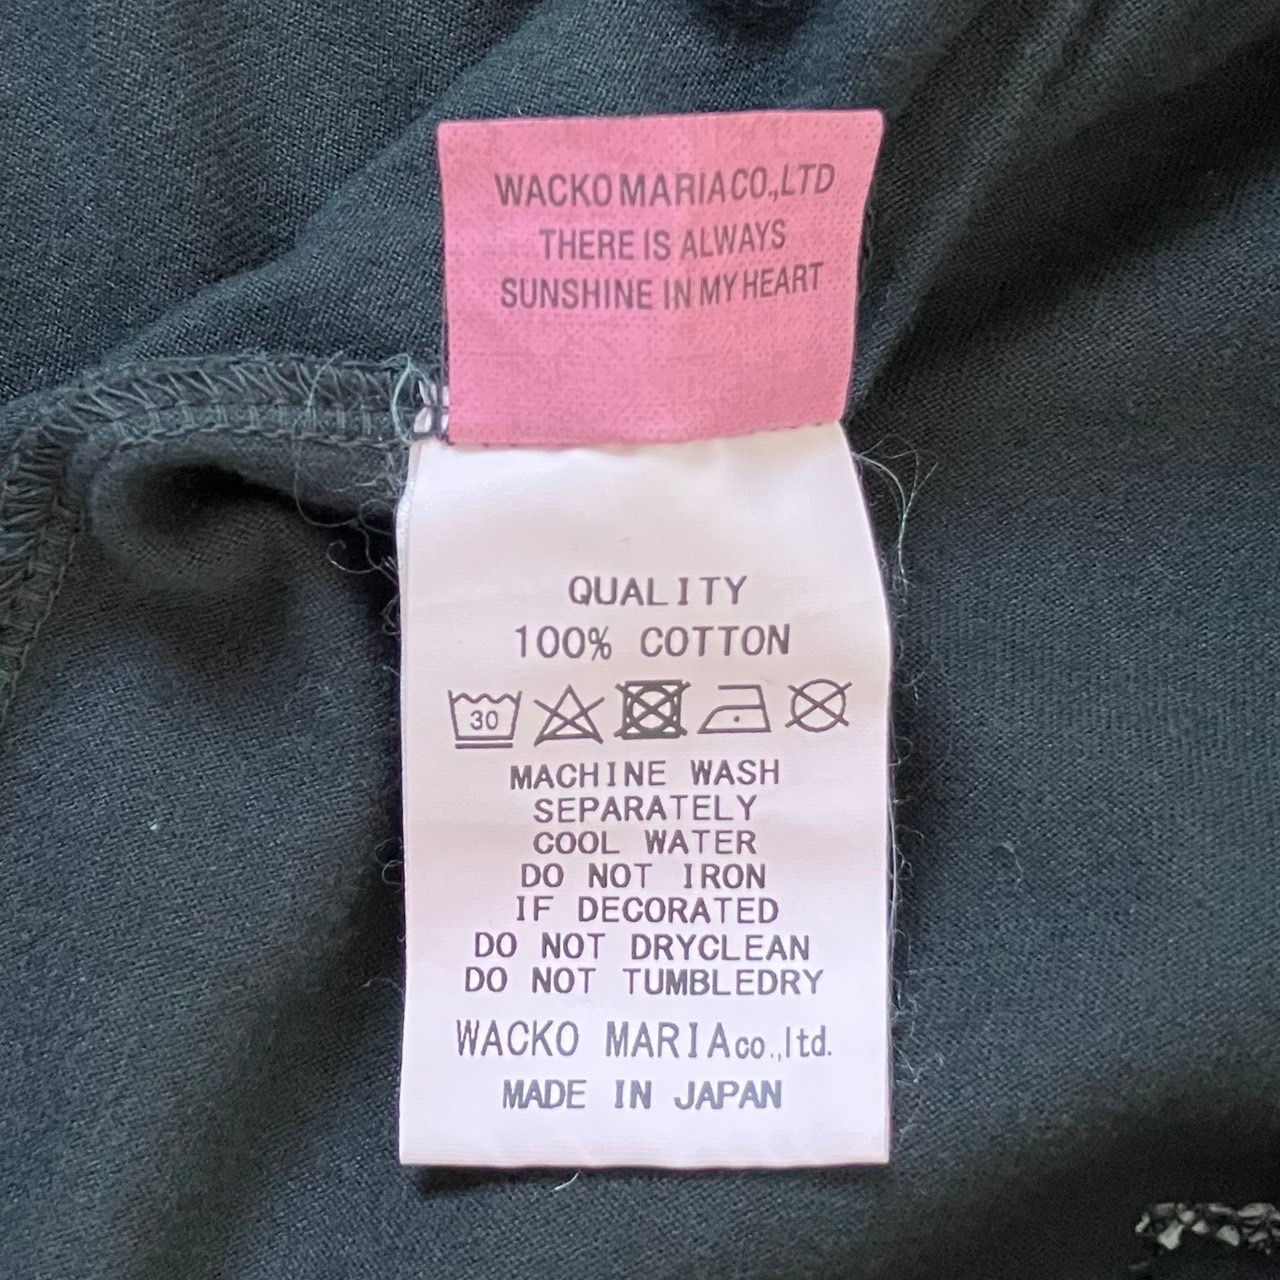 WACKO MARIA CO.,LTD
THERE IS ALWAYS
SUNSHINE IN MY HEART
QUALITY
100% COTTON
30
MACHINE WASH
SEPARATELY
COOL WATER
DO NOT IRON
IF DECORATED
DO NOT DRYCLEAN
DO NOT TUMBLEDRY
WACKO MARIA co.,ltd.
MADE IN JAPAN